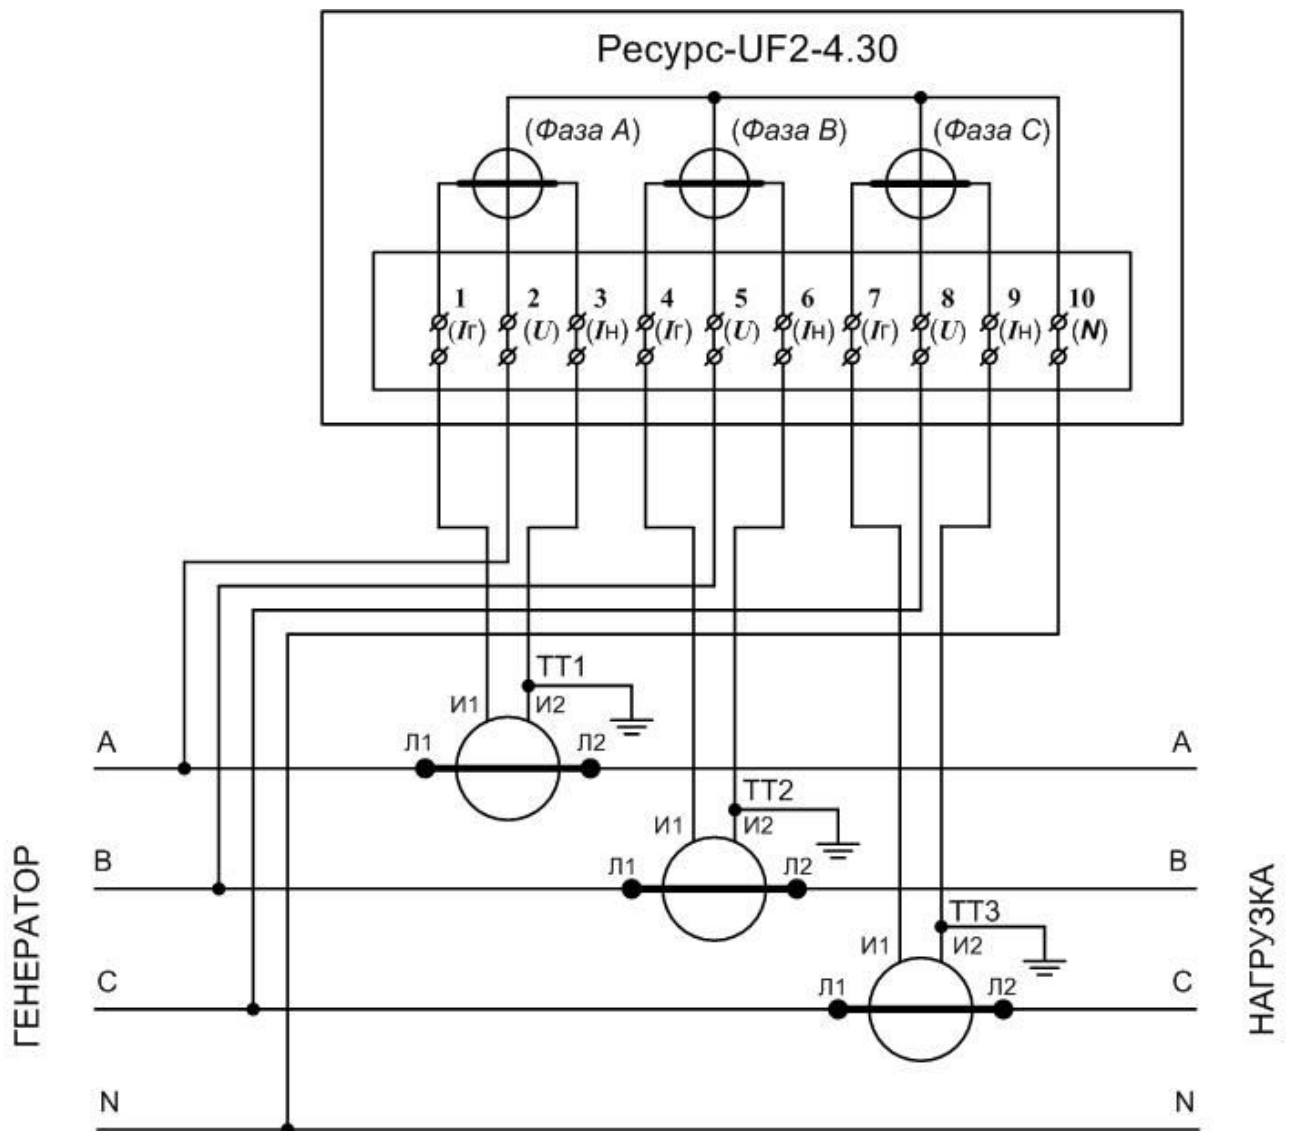 Ресурс-UF2-4.30
(Фаза A) (Фаза B) (Фаза C)
1 2 3 4 5 6 7 8 9 10
(Iг) (U) (Iн) (Iг) (U) (Iн) (Iг) (U) (Iн) (N)
ТТ1
И1 И2
A Л1 Л2 A
ТТ2
И1 И2
B Л1 Л2 B
ТТ3
И1 И2
C Л1 Л2 C
N N
ГЕНЕРАТОР
НАГРУЗКА